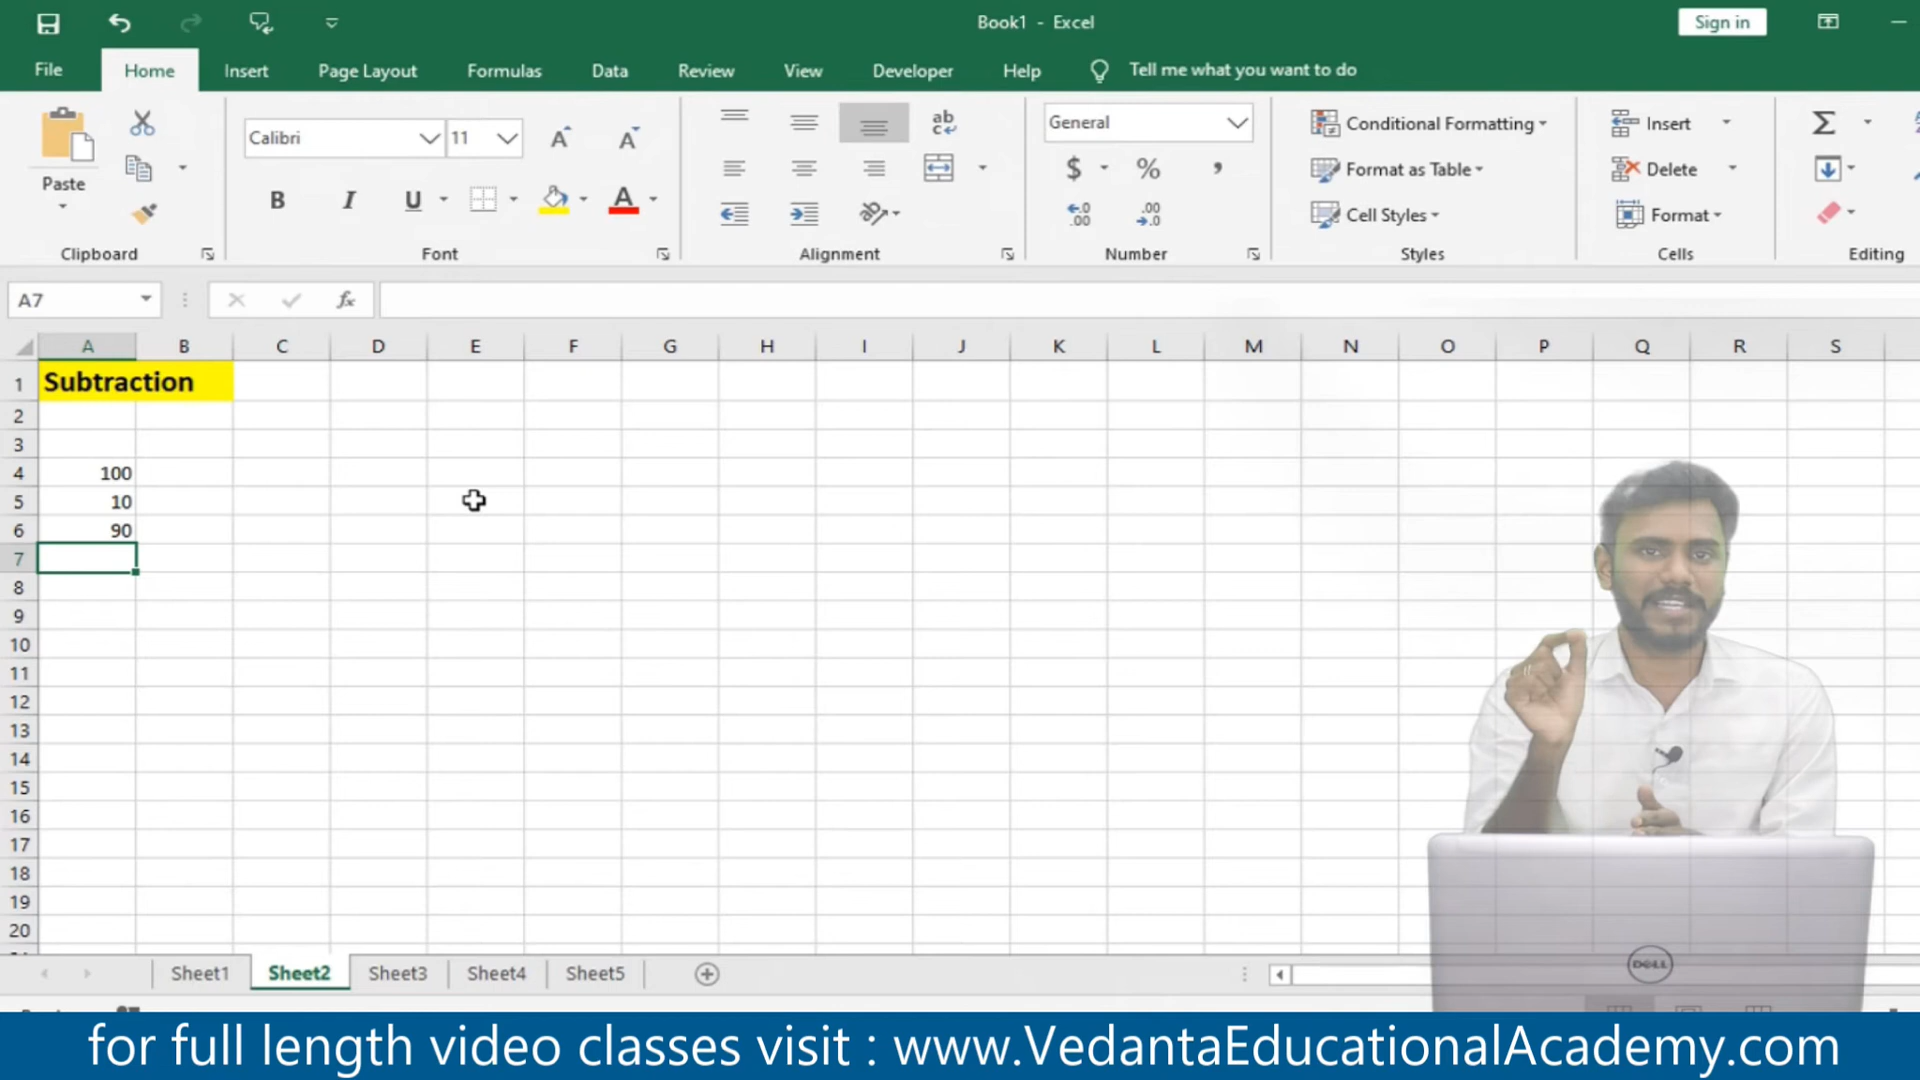 Book1 - Excel
Sign in
File Home Insert Page Layout Formulas Data Review View Developer Help Tell me what you want to do
Paste
Calibri 11
B I U A
ab
c
General
$ % ,
Conditional Formatting
Format as Table
Cell Styles
Insert
Delete
Format
Σ
Clipboard Font Alignment Number Styles Cells Editing
A7 fx
A B C D E F G H I J K L M N O P Q R S
1 Subtraction
2
3
4 100
5 10
6 90
7
8
9
10
11
12
13
14
15
16
17
18
19
20
Sheet1 Sheet2 Sheet3 Sheet4 Sheet5
DELL
for full length video classes visit : www.VedantaEducationalAcademy.com